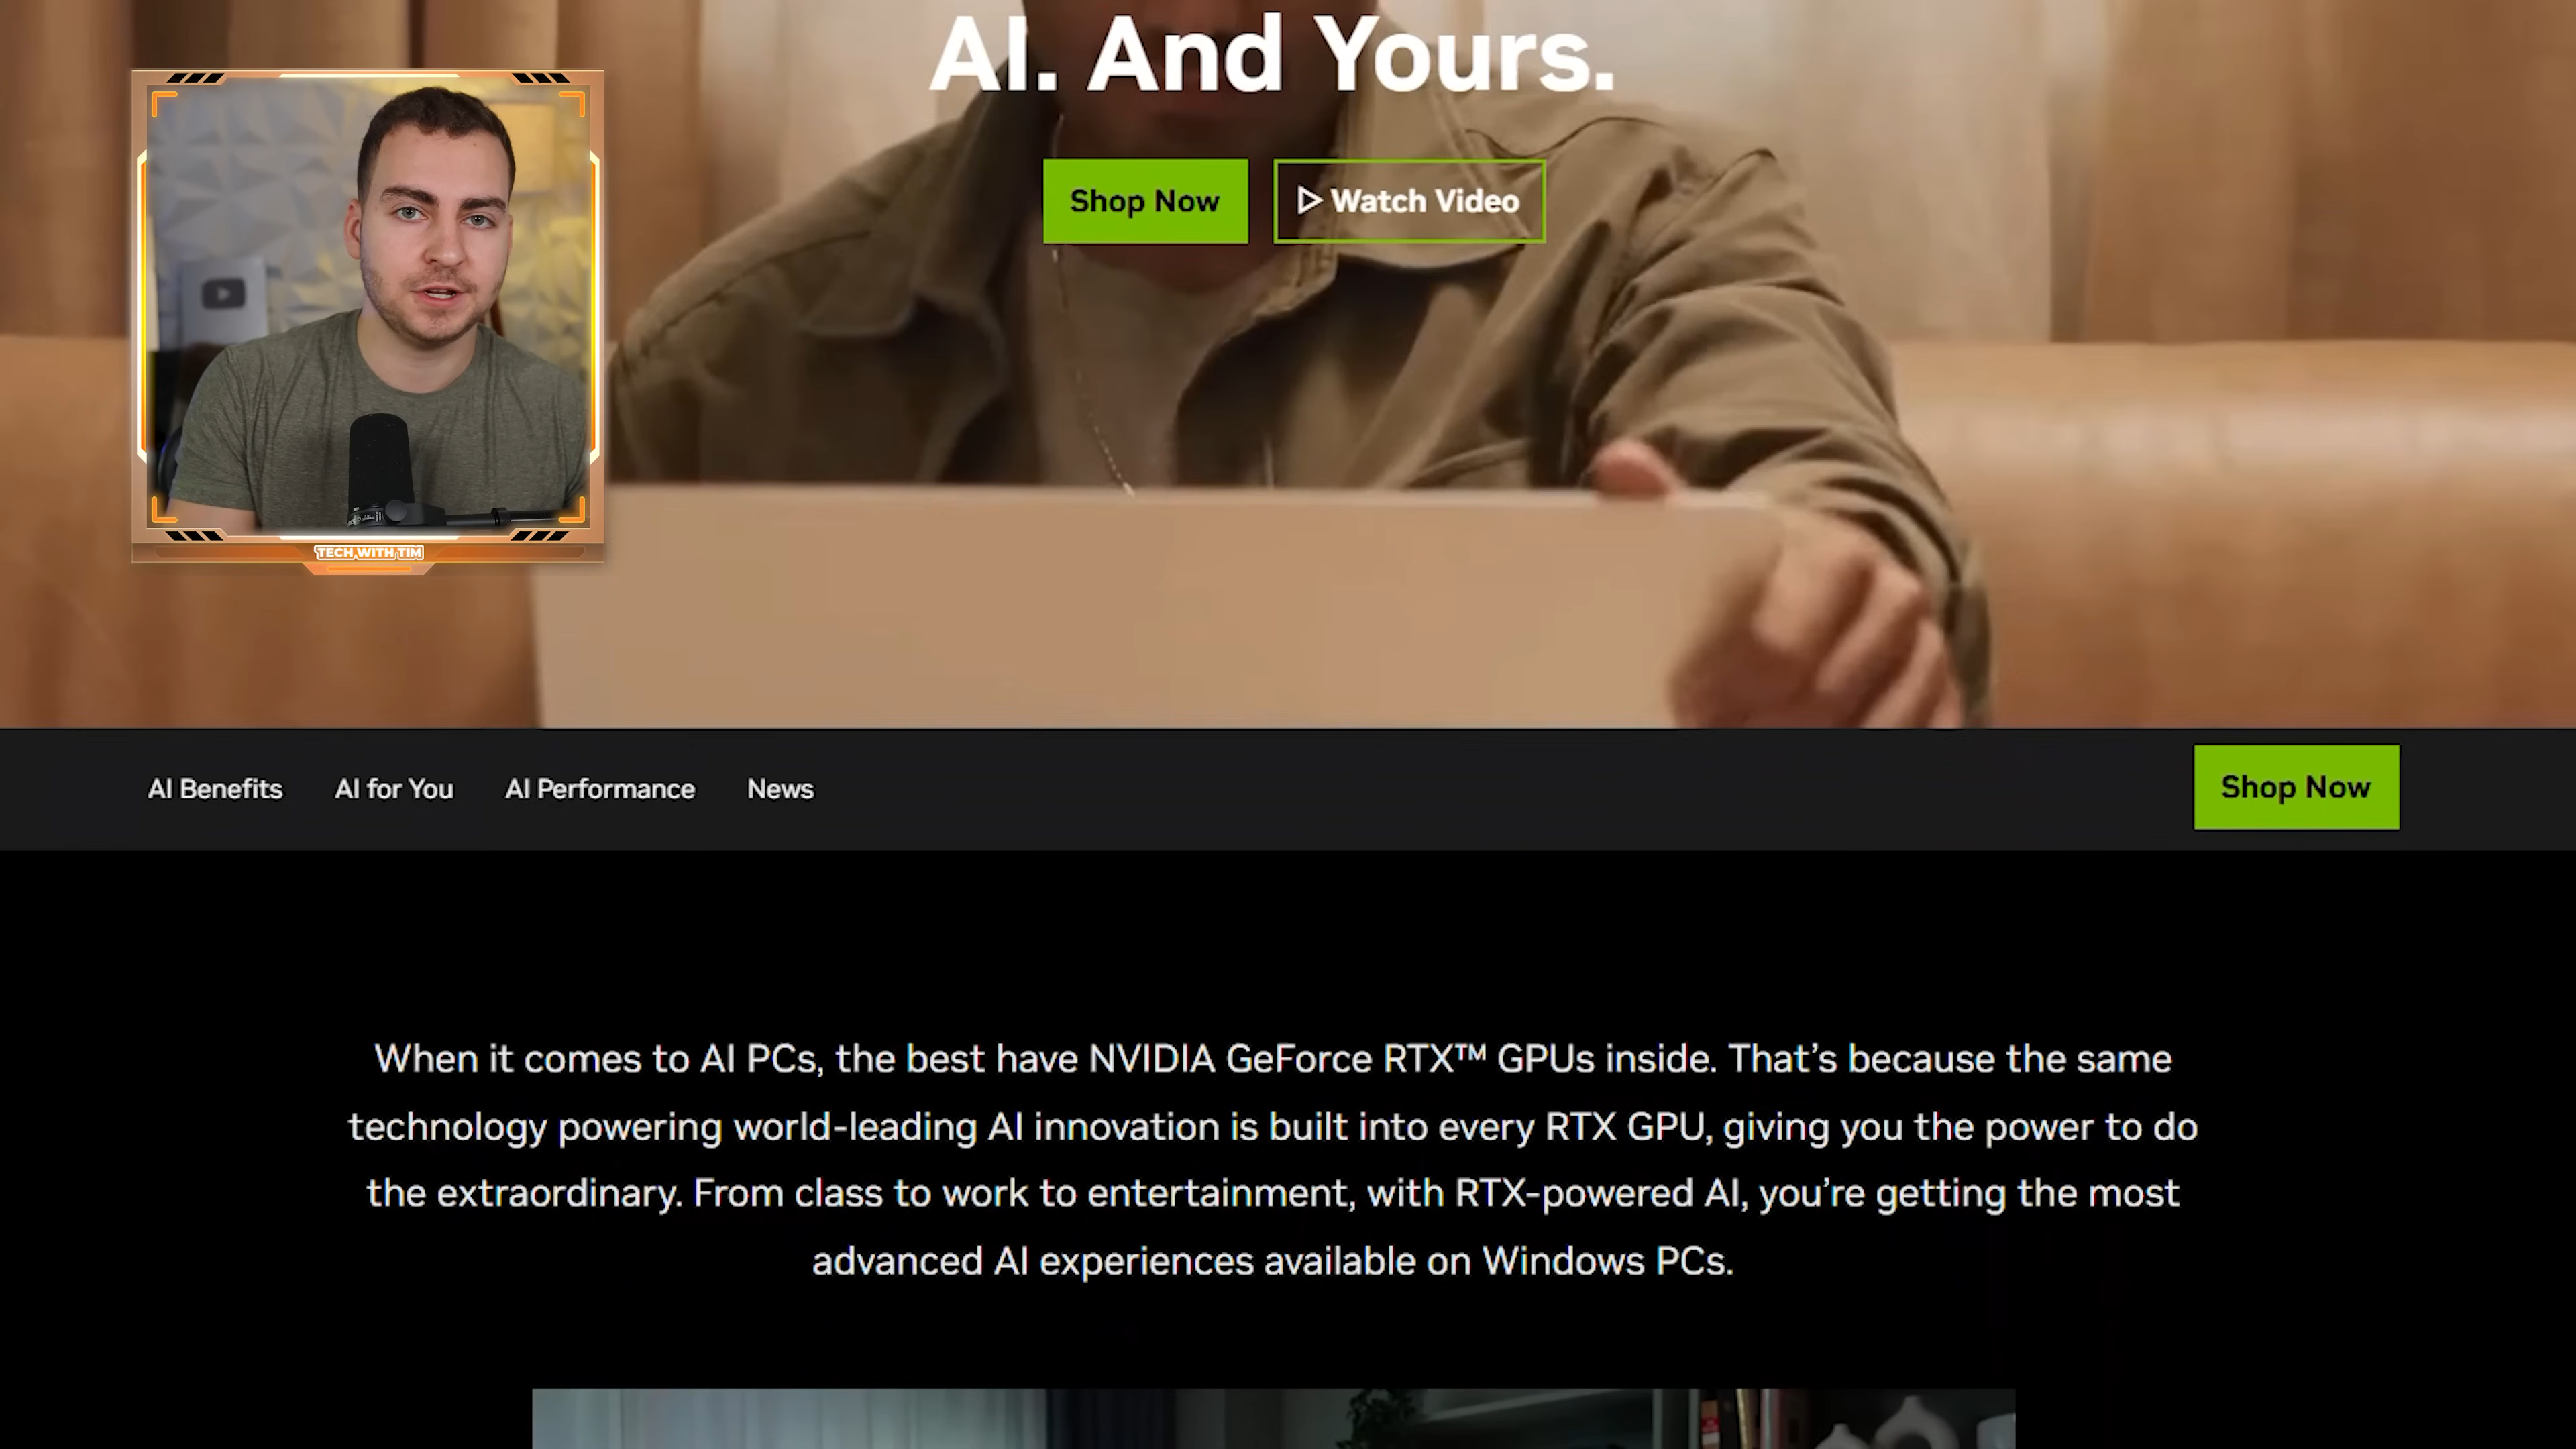 AI. And Yours.
Shop Now
Watch Video
TECH WITH TIM
AI Benefits
AI for You
AI Performance
News
Shop Now
When it comes to AI PCs, the best have NVIDIA GeForce RTX™ GPUs inside. That’s because the same
technology powering world-leading AI innovation is built into every RTX GPU, giving you the power to do
the extraordinary. From class to work to entertainment, with RTX-powered AI, you’re getting the most
advanced AI experiences available on Windows PCs.